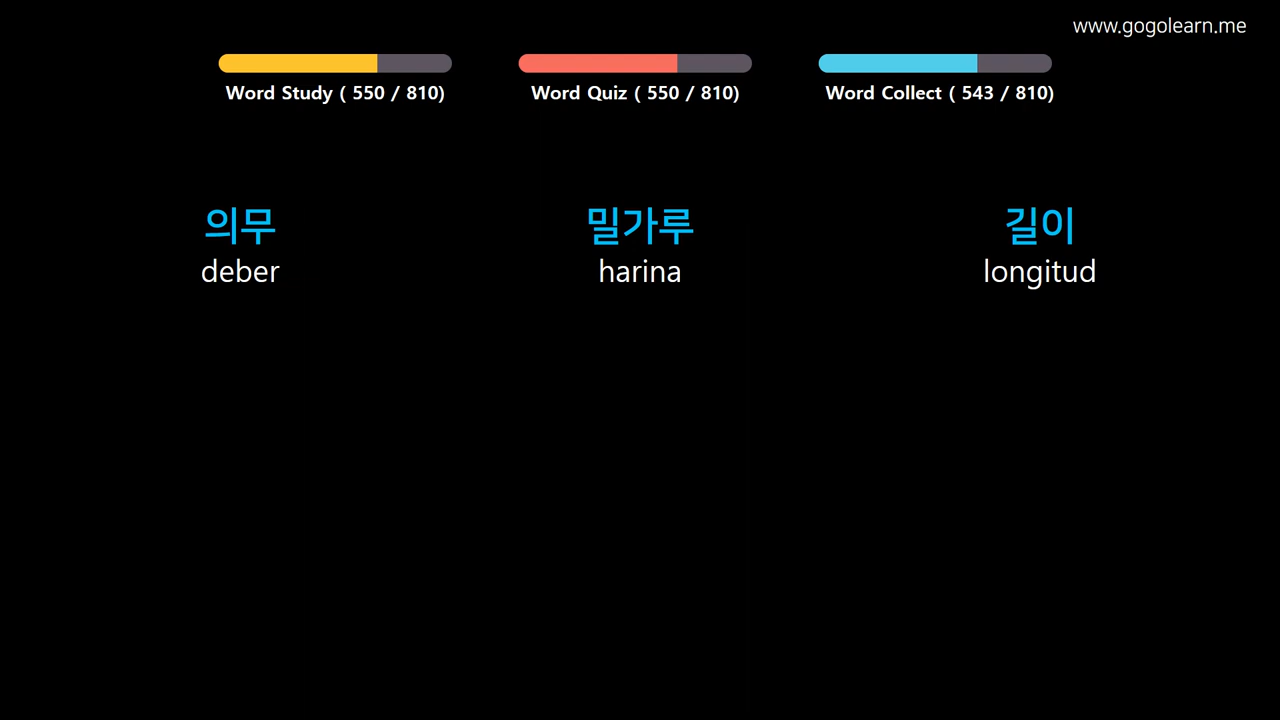 www.gogolearn.me
Word Study ( 550 / 810)
Word Quiz ( 550 / 810)
Word Collect ( 543 / 810)
의무
deber
밀가루
harina
길이
longitud